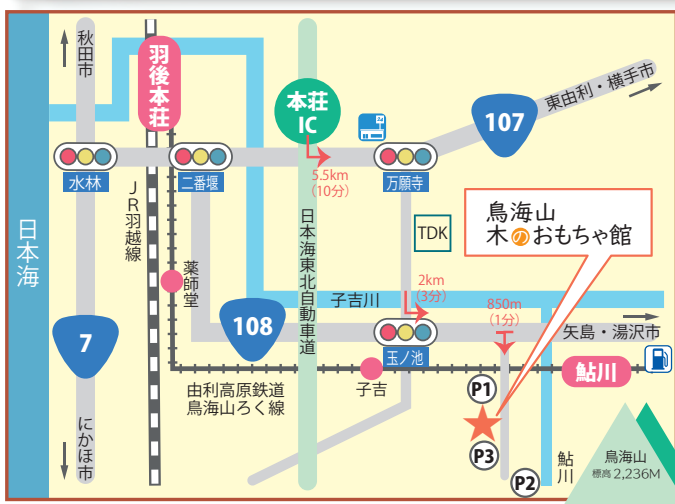 秋田市
羽後本荘
本荘
IC
東由利・横手市
107
水林
二番堰
5.5km
(10分)
万願寺
JR羽越線
日本海
日本海東北自動車道
TDK
鳥海山
木のおもちゃ館
薬師堂
子吉川
2km
(3分)
850m
(1分)
7
108
玉ノ池
矢島・湯沢市
由利高原鉄道
鳥海山ろく線
子吉
鮎川
P1
にかほ市
P3
P2
鮎川
鳥海山
標高 2,236M